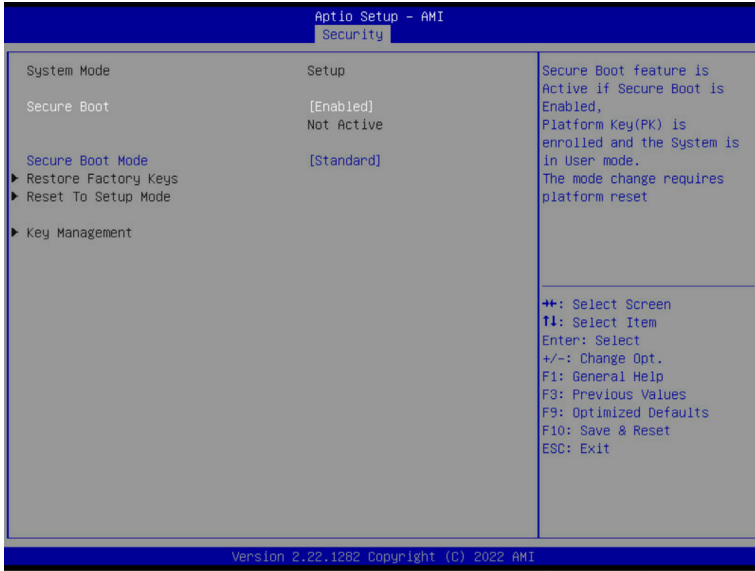 Aptio Setup – AMI
Security
System Mode Setup
Secure Boot [Enabled]
Not Active
Secure Boot Mode [Standard]
▶ Restore Factory Keys
▶ Reset To Setup Mode
▶ Key Management
Secure Boot feature is
Active if Secure Boot is
Enabled,
Platform Key(PK) is
enrolled and the System is
in User mode.
The mode change requires
platform reset
→←: Select Screen
↑↓: Select Item
Enter: Select
+/-: Change Opt.
F1: General Help
F3: Previous Values
F9: Optimized Defaults
F10: Save & Reset
ESC: Exit
Version 2.22.1282 Copyright (C) 2022 AMI